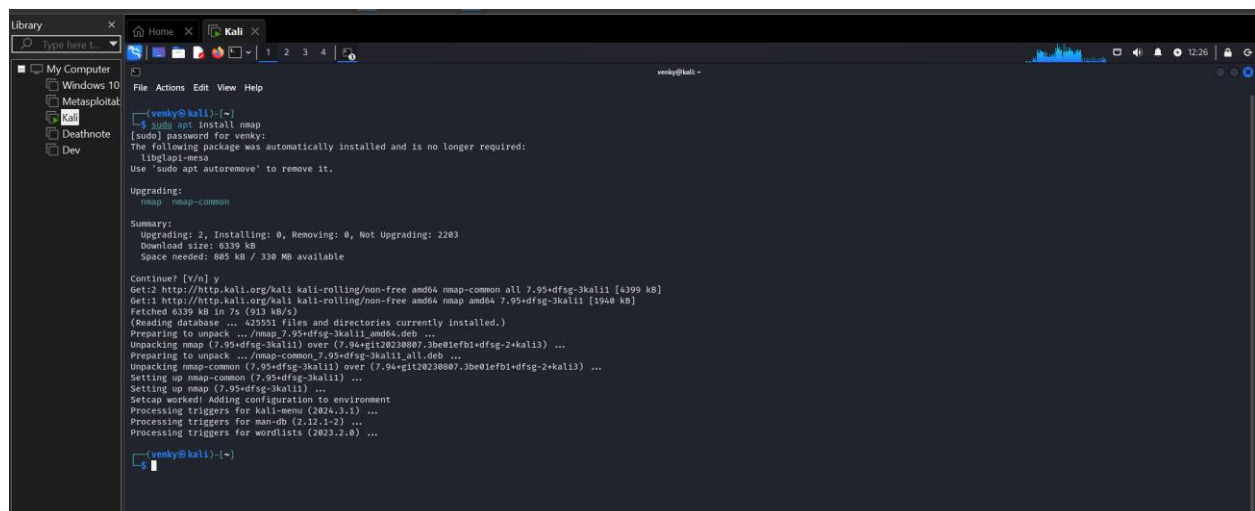 Library ×
Home × Kali ×
Type here t...
1 2 3 4
12:26
My Computer
Windows 10
Metasploitab
Kali
Deathnote
Dev
venky@kali: ~
File Actions Edit View Help
(venky㉿kali)-[~]
$ sudo apt install nmap
[sudo] password for venky:
The following package was automatically installed and is no longer required:
libglapi-mesa
Use 'sudo apt autoremove' to remove it.
Upgrading:
nmap nmap-common
Summary:
Upgrading: 2, Installing: 0, Removing: 0, Not Upgrading: 2203
Download size: 6339 kB
Space needed: 805 kB / 330 MB available
Continue? [Y/n] y
Get:2 http://http.kali.org/kali kali-rolling/non-free amd64 nmap-common all 7.95+dfsg-3kali1 [4399 kB]
Get:1 http://http.kali.org/kali kali-rolling/non-free amd64 nmap amd64 7.95+dfsg-3kali1 [1940 kB]
Fetched 6339 kB in 7s (913 kB/s)
(Reading database ... 425551 files and directories currently installed.)
Preparing to unpack .../nmap_7.95+dfsg-3kali1_amd64.deb ...
Unpacking nmap (7.95+dfsg-3kali1) over (7.94+git20230807.3be01efb1+dfsg-2+kali3) ...
Preparing to unpack .../nmap-common_7.95+dfsg-3kali1_all.deb ...
Unpacking nmap-common (7.95+dfsg-3kali1) over (7.94+git20230807.3be01efb1+dfsg-2+kali3) ...
Setting up nmap-common (7.95+dfsg-3kali1) ...
Setting up nmap (7.95+dfsg-3kali1) ...
Setcap worked! Adding configuration to environment
Processing triggers for kali-menu (2024.3.1) ...
Processing triggers for man-db (2.12.1-2) ...
Processing triggers for wordlists (2023.2.0) ...
(venky㉿kali)-[~]
$